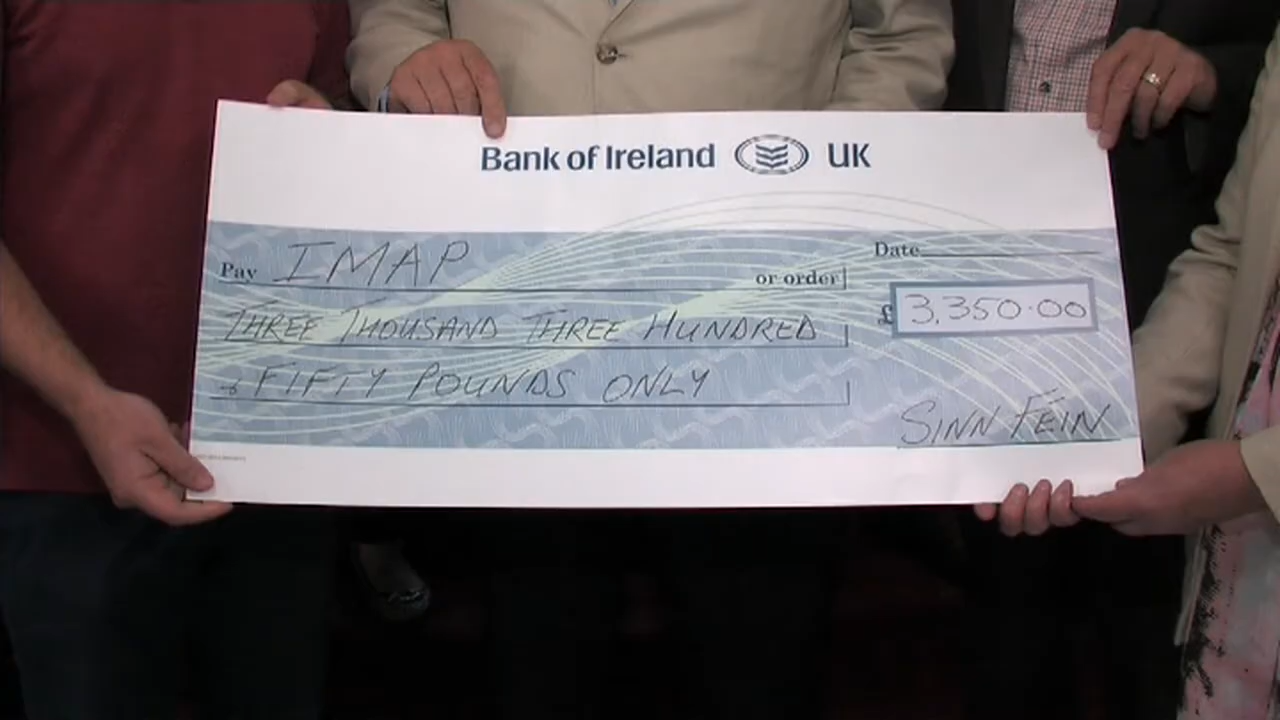 Bank of Ireland UK
Date
Pay IMAP or order
£ 3,350.00
THREE THOUSAND THREE HUNDRED
& FIFTY POUNDS ONLY
SINN FÉIN